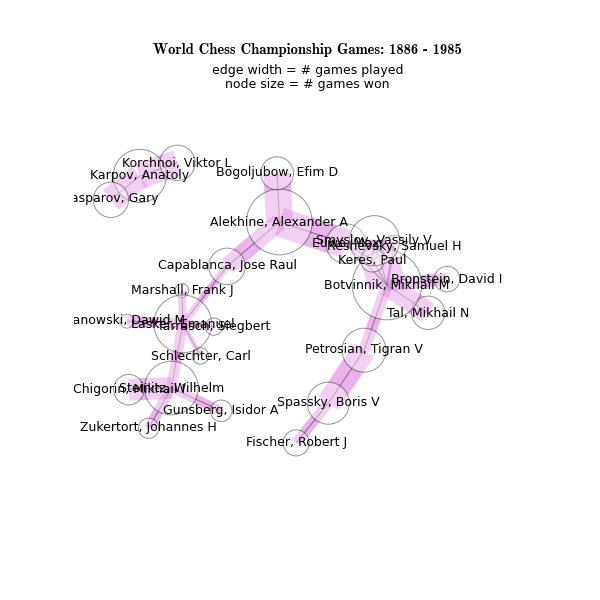 World Chess Championship Games: 1886 - 1985
edge width = # games played
node size = # games won
Korchnoi, Viktor L
Karpov, Anatoly
asparov, Gary
Bogoljubow, Efim D
Alekhine, Alexander A
Smyslov, Vassily V
Reshevsky, Samuel H
Keres, Paul
Capablanca, Jose Raul
Bronstein, David I
Botvinnik, Mikhail M
Marshall, Frank J
Tal, Mikhail N
anowski, Dawid M
Lasker, Emanuel
Tarrasch, Siegbert
Petrosian, Tigran V
Schlechter, Carl
Chigorin, Mikhail I
Steinitz, Wilhelm
Spassky, Boris V
Gunsberg, Isidor A
Zukertort, Johannes H
Fischer, Robert J